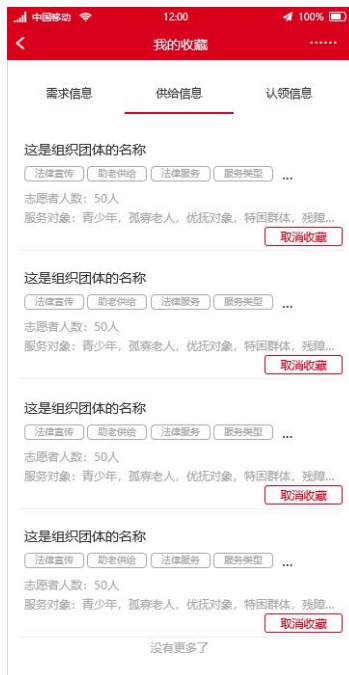 中国移动 12:00 100%
我的收藏 ······
需求信息 供给信息 认领信息
这是组织团体的名称
法律宣传 助老供给 法律服务 服务类型 ...
志愿者人数：50人
服务对象：青少年，孤寡老人，优抚对象，特困群体，残障...
取消收藏
这是组织团体的名称
法律宣传 助老供给 法律服务 服务类型 ...
志愿者人数：50人
服务对象：青少年，孤寡老人，优抚对象，特困群体，残障...
取消收藏
这是组织团体的名称
法律宣传 助老供给 法律服务 服务类型 ...
志愿者人数：50人
服务对象：青少年，孤寡老人，优抚对象，特困群体，残障...
取消收藏
这是组织团体的名称
法律宣传 助老供给 法律服务 服务类型 ...
志愿者人数：50人
服务对象：青少年，孤寡老人，优抚对象，特困群体，残障...
取消收藏
没有更多了